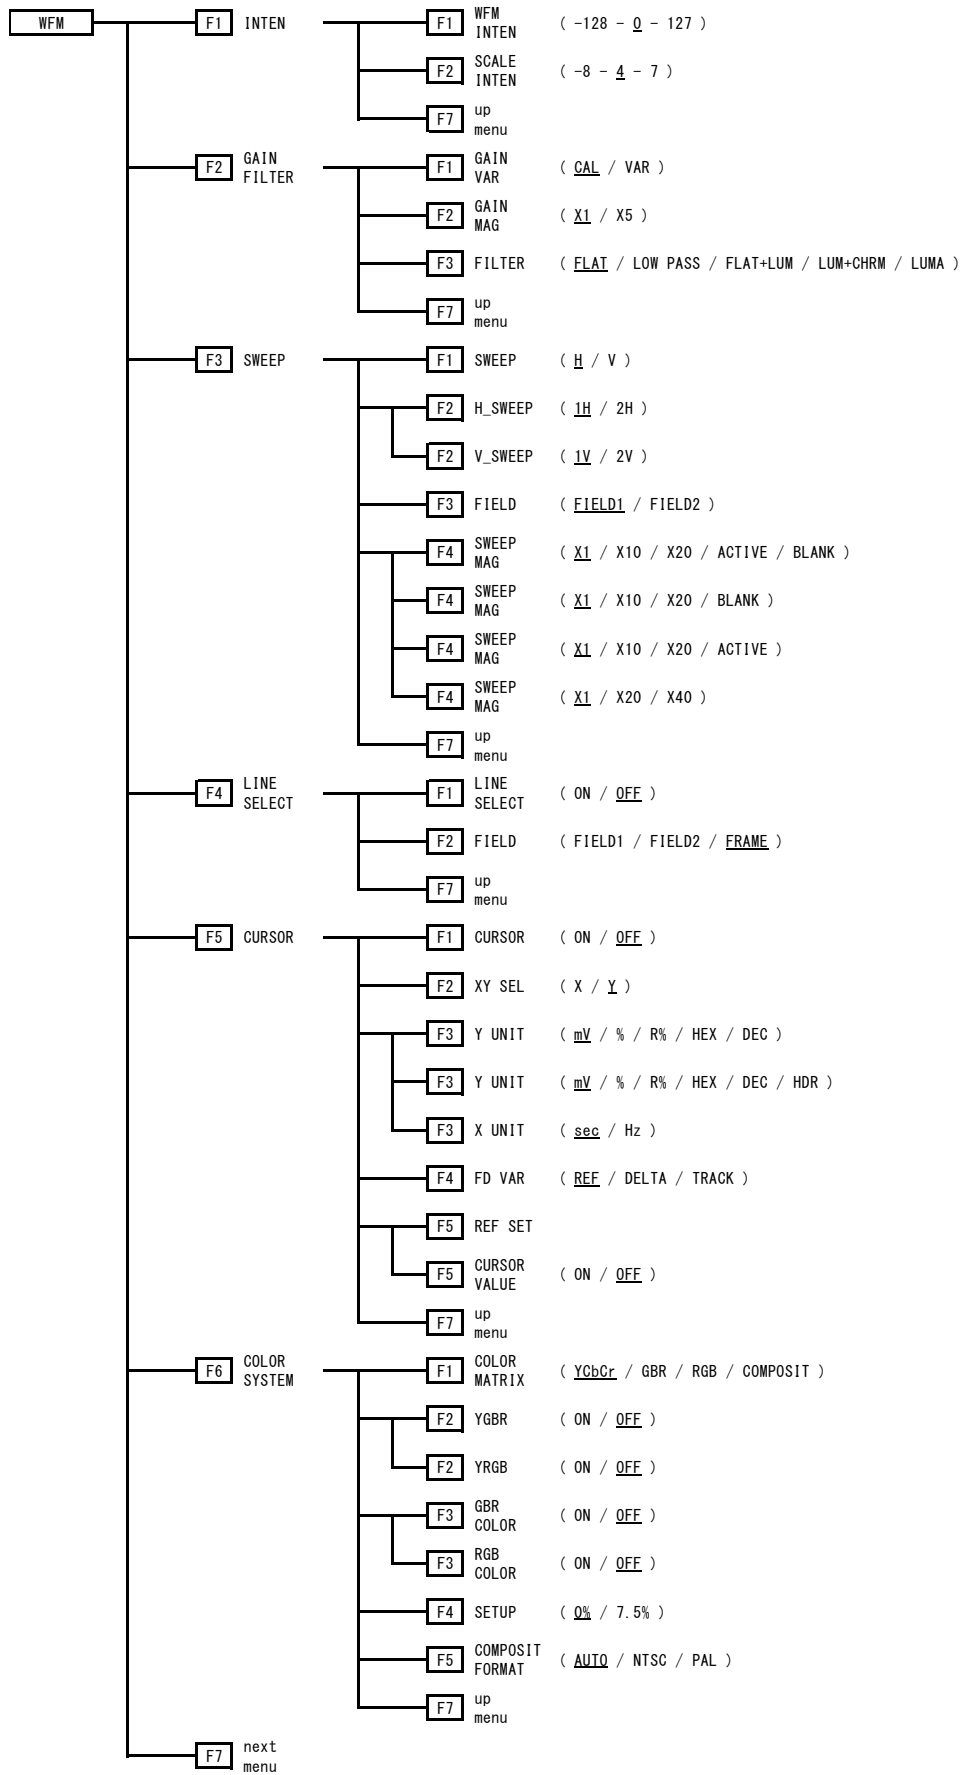 WFM
F1 INTEN
F1 WFM INTEN ( -128 - 0 - 127 )
F2 SCALE INTEN ( -8 - 4 - 7 )
F7 up menu
F2 GAIN FILTER
F1 GAIN VAR ( CAL / VAR )
F2 GAIN MAG ( X1 / X5 )
F3 FILTER ( FLAT / LOW PASS / FLAT+LUM / LUM+CHRM / LUMA )
F7 up menu
F3 SWEEP
F1 SWEEP ( H / V )
F2 H_SWEEP ( 1H / 2H )
F2 V_SWEEP ( 1V / 2V )
F3 FIELD ( FIELD1 / FIELD2 )
F4 SWEEP MAG ( X1 / X10 / X20 / ACTIVE / BLANK )
F4 SWEEP MAG ( X1 / X10 / X20 / BLANK )
F4 SWEEP MAG ( X1 / X10 / X20 / ACTIVE )
F4 SWEEP MAG ( X1 / X20 / X40 )
F7 up menu
F4 LINE SELECT
F1 LINE SELECT ( ON / OFF )
F2 FIELD ( FIELD1 / FIELD2 / FRAME )
F7 up menu
F5 CURSOR
F1 CURSOR ( ON / OFF )
F2 XY SEL ( X / Y )
F3 Y UNIT ( mV / % / R% / HEX / DEC )
F3 Y UNIT ( mV / % / R% / HEX / DEC / HDR )
F3 X UNIT ( sec / Hz )
F4 FD VAR ( REF / DELTA / TRACK )
F5 REF SET
F5 CURSOR VALUE ( ON / OFF )
F7 up menu
F6 COLOR SYSTEM
F1 COLOR MATRIX ( YCbCr / GBR / RGB / COMPOSIT )
F2 YGBR ( ON / OFF )
F2 YRGB ( ON / OFF )
F3 GBR COLOR ( ON / OFF )
F3 RGB COLOR ( ON / OFF )
F4 SETUP ( 0% / 7.5% )
F5 COMPOSIT FORMAT ( AUTO / NTSC / PAL )
F7 up menu
F7 next menu